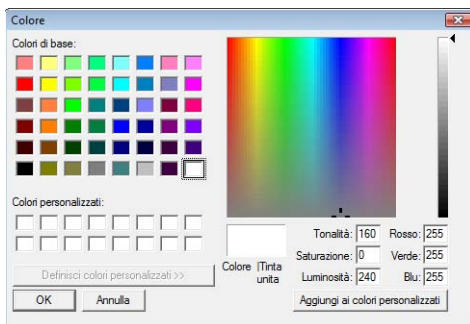 Colore
Colori di base:
Colori personalizzati:
Definisci colori personalizzati >>
OK
Annulla
Colore |Tinta
unita
Tonalità: 160
Rosso: 255
Saturazione: 0
Verde: 255
Luminosità: 240
Blu: 255
Aggiungi ai colori personalizzati